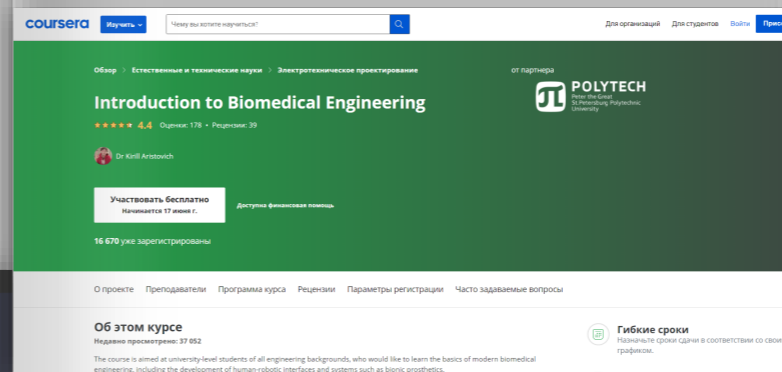 coursera
Изучить
Чему вы хотите научиться?
Для организаций Для студентов Войти
Обзор > Естественные и технические науки > Электротехническое проектирование
от партнера
Introduction to Biomedical Engineering
POLYTECH
Peter the Great
St.Petersburg Polytechnic
University
4.4 Оценки: 178 • Рецензии: 39
Dr Kirill Aristovich
Участвовать бесплатно
Начинается 17 июня г.
Доступна финансовая помощь
16 670 уже зарегистрированы
О проекте Преподаватели Программа курса Рецензии Параметры регистрации Часто задаваемые вопросы
Об этом курсе
Недавно просмотрено: 37 052
The course is aimed at university-level students of all engineering backgrounds, who would like to learn the basics of modern biomedical
engineering, including the development of human-robotic interfaces and systems such as bionic prosthetics.
Гибкие сроки
Назначьте сроки сдачи в соответствии со свои
графиком.